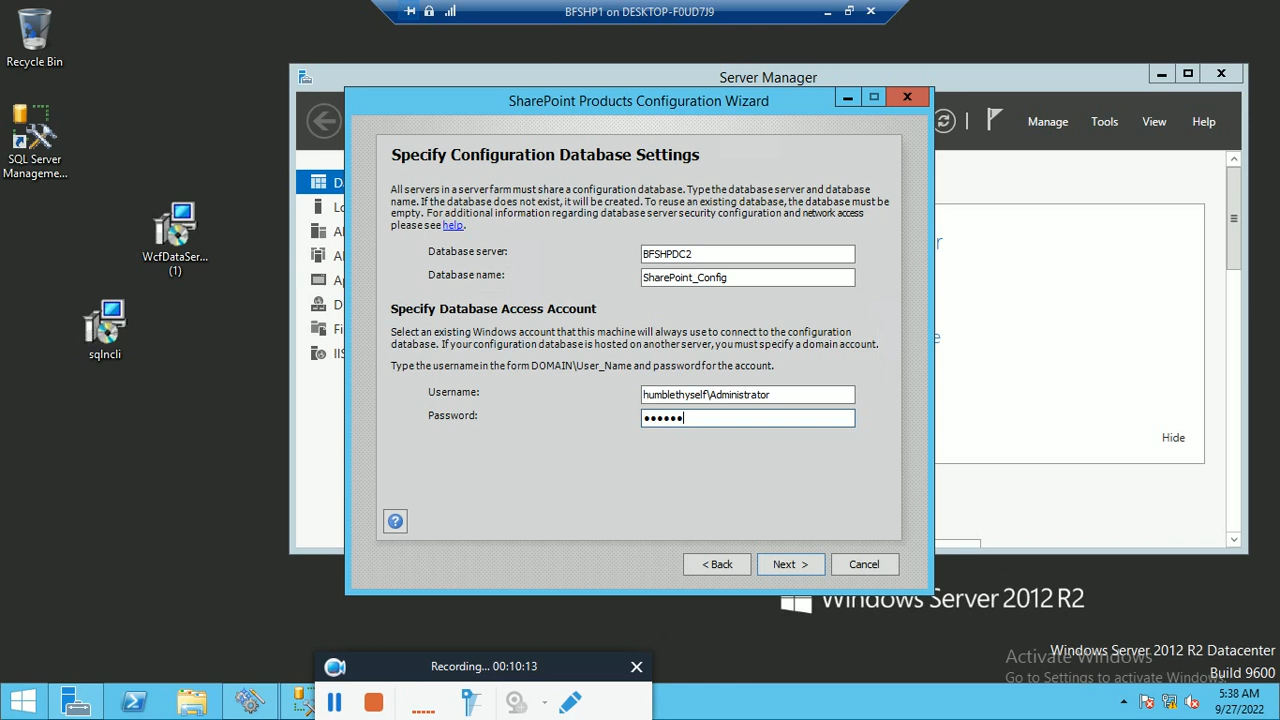 BFSHP1 on DESKTOP-F0UD7J9
Recycle Bin
SQL Server
Manageme...
WcfDataSer...
(1)
sqlncli
Server Manager
Manage
Tools
View
Help
SharePoint Products Configuration Wizard
Specify Configuration Database Settings
All servers in a server farm must share a configuration database. Type the database server and database
name. If the database does not exist, it will be created. To reuse an existing database, the database must be
empty. For additional information regarding database server security configuration and network access
please see help.
Database server:
BFSHPDC2
Database name:
SharePoint_Config
Specify Database Access Account
Select an existing Windows account that this machine will always use to connect to the configuration
database. If your configuration database is hosted on another server, you must specify a domain account.
Type the username in the form DOMAIN\User_Name and password for the account.
Username:
humblethyself\Administrator
Password:
••••••
< Back
Next >
Cancel
Hide
Windows Server 2012 R2
Windows Server 2012 R2 Datacenter
Activate Windows
Go to Settings to activate Windows.
Build 9600
Recording... 00:10:13
5:38 AM
9/27/2022